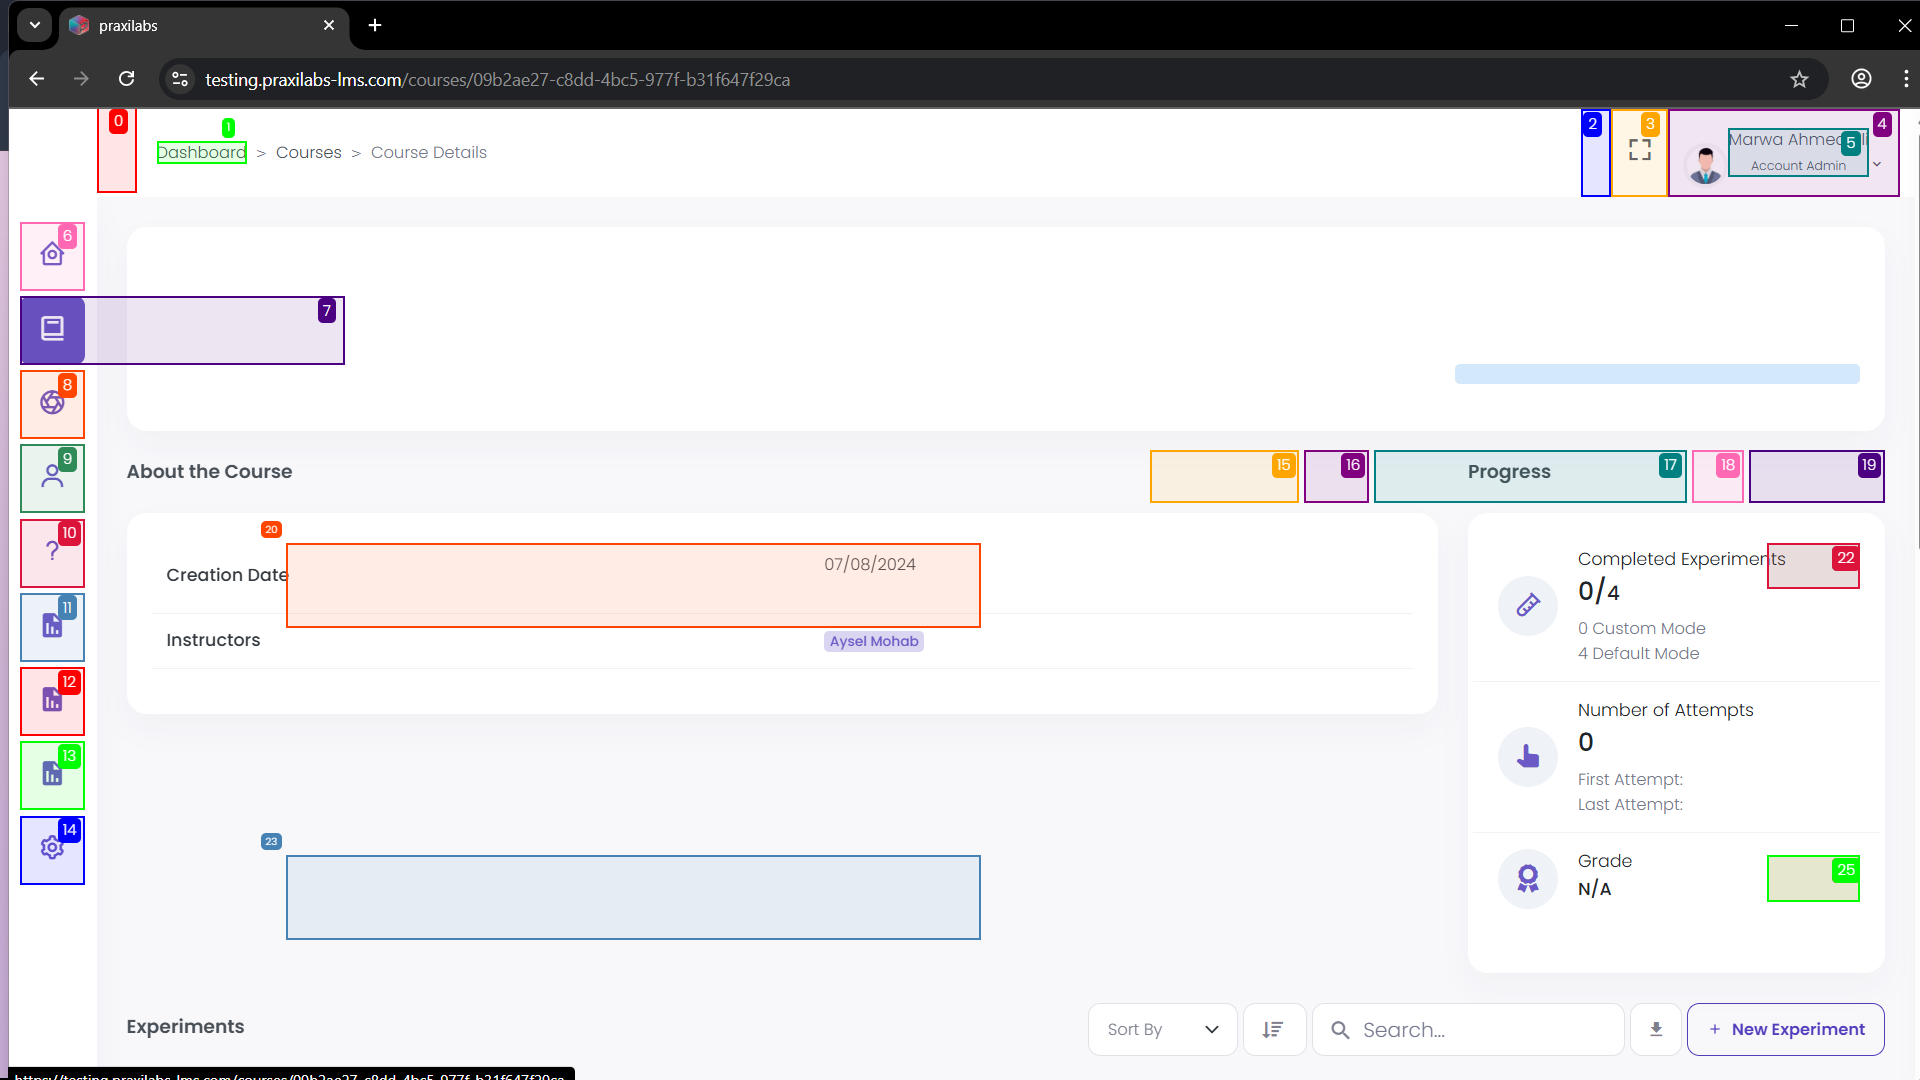 praxilabs
testing.praxilabs-lms.com/courses/09b2ae27-c8dd-4bc5-977f-b31f647f29ca
0
1
2
3
4
Dashboard > Courses > Course Details
Marwa Ahmed
5
Account Admin
6
7
8
9
10
11
12
13
14
About the Course
15
16
Progress
17
18
19
20
Creation Date
07/08/2024
Instructors
Aysel Mohab
Completed Experiments
22
0/4
0 Custom Mode
4 Default Mode
Number of Attempts
0
First Attempt:
Last Attempt:
23
Grade
N/A
25
Experiments
Sort By
Search...
+ New Experiment
https://testing.praxilabs-lms.com/courses/09b2ae27-c8dd-4bc5-977f-b31f647f29ca